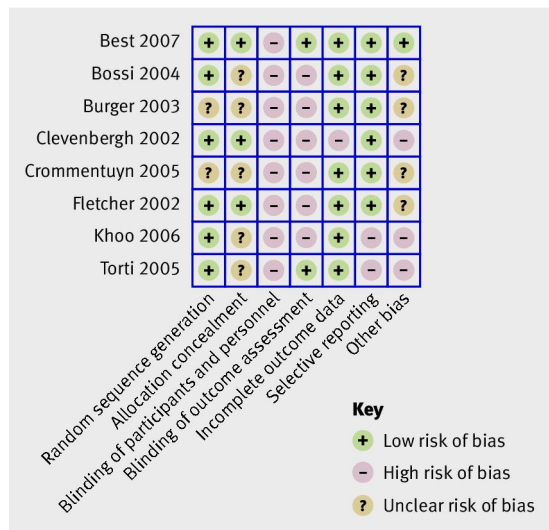 Best 2007 + + - + + + +
Bossi 2004 + ? - - + + ?
Burger 2003 ? ? - - + + ?
Clevenbergh 2002 + + - - - + -
Crommentuyn 2005 ? ? - - + + ?
Fletcher 2002 + + - - + + ?
Khoo 2006 + ? - - + - -
Torti 2005 + ? - + + - -
Random sequence generation
Allocation concealment
Blinding of participants and personnel
Blinding of outcome assessment
Incomplete outcome data
Selective reporting
Other bias
Key
+ Low risk of bias
- High risk of bias
? Unclear risk of bias